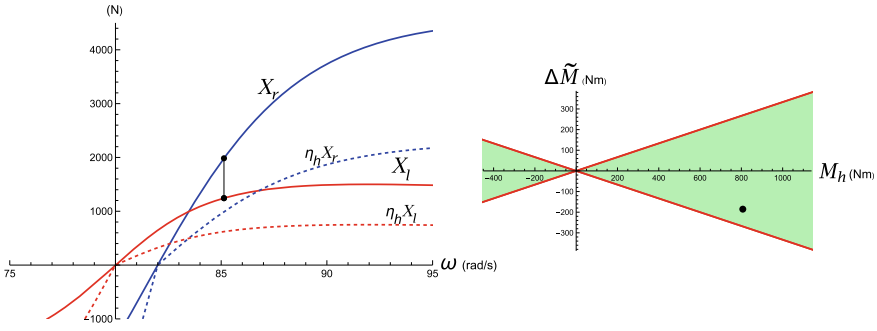 (N)
4000
3000
2000
1000
-1000
75
80
85
90
95
ω (rad/s)
X_r
η_h X_r
X_l
η_h X_l
ΔM̃ (Nm)
300
200
100
-100
-200
-300
-400
-200
200
400
600
800
1000
M_h (Nm)